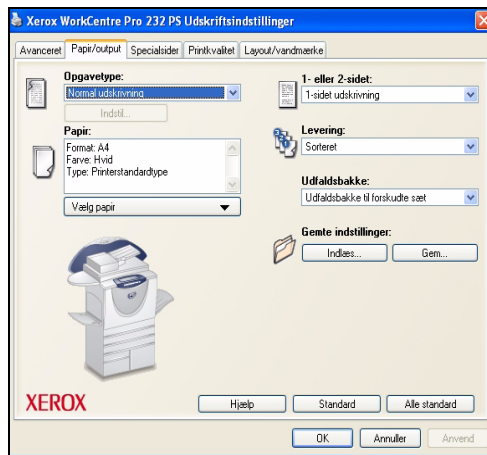 Xerox WorkCentre Pro 232 PS Udskriftsindstillinger
Avanceret Papir/output Specialsider Printkvalitet Layout/vandmærke
Opgavetype:
Normal udskrivning
Indstil...
Papir:
Format: A4
Farve: Hvid
Type: Printerstandardtype
Vælg papir
1- eller 2-sidet:
1-sidet udskrivning
Levering:
Sorteret
Udfaldsbakke:
Udfaldsbakke til forskudte sæt
Gemte indstillinger:
Indlæs... Gem...
XEROX
Hjælp Standard Alle standard
OK Annuller Anvend